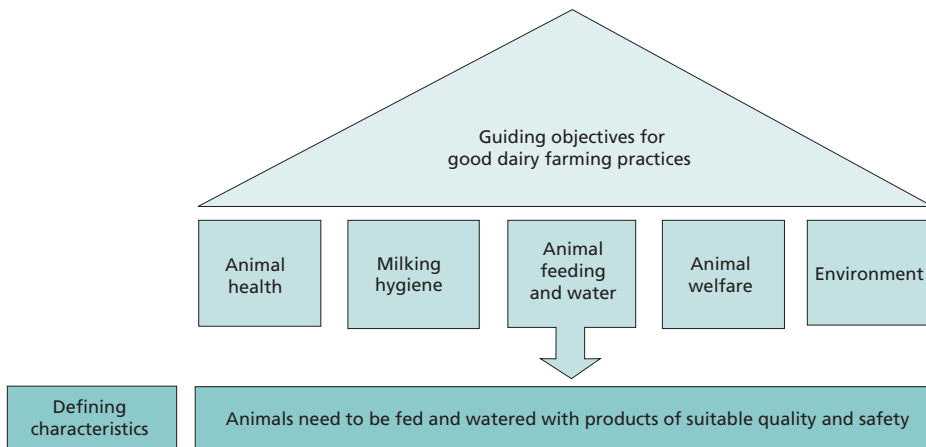 Guiding objectives for
good dairy farming practices
Animal
health
Milking
hygiene
Animal
feeding
and water
Animal
welfare
Environment
Defining
characteristics
Animals need to be fed and watered with products of suitable quality and safety